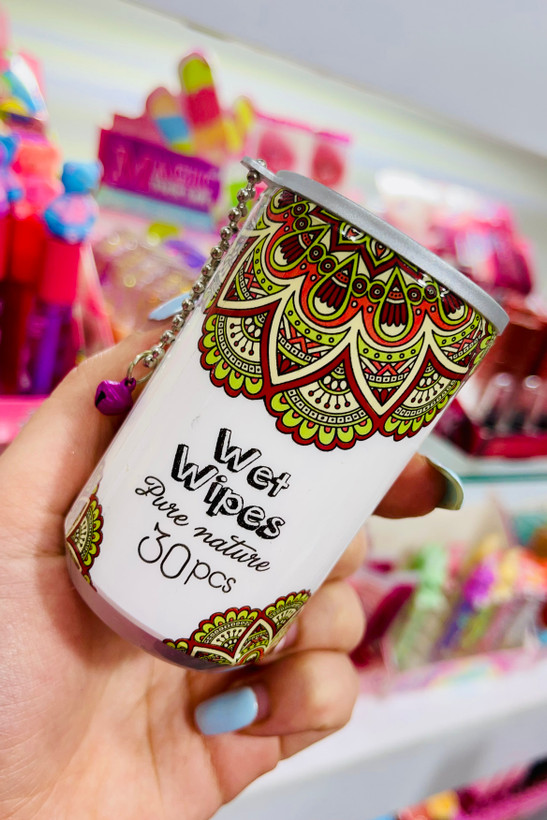 Wet
Wipes
Pure nature
30pcs